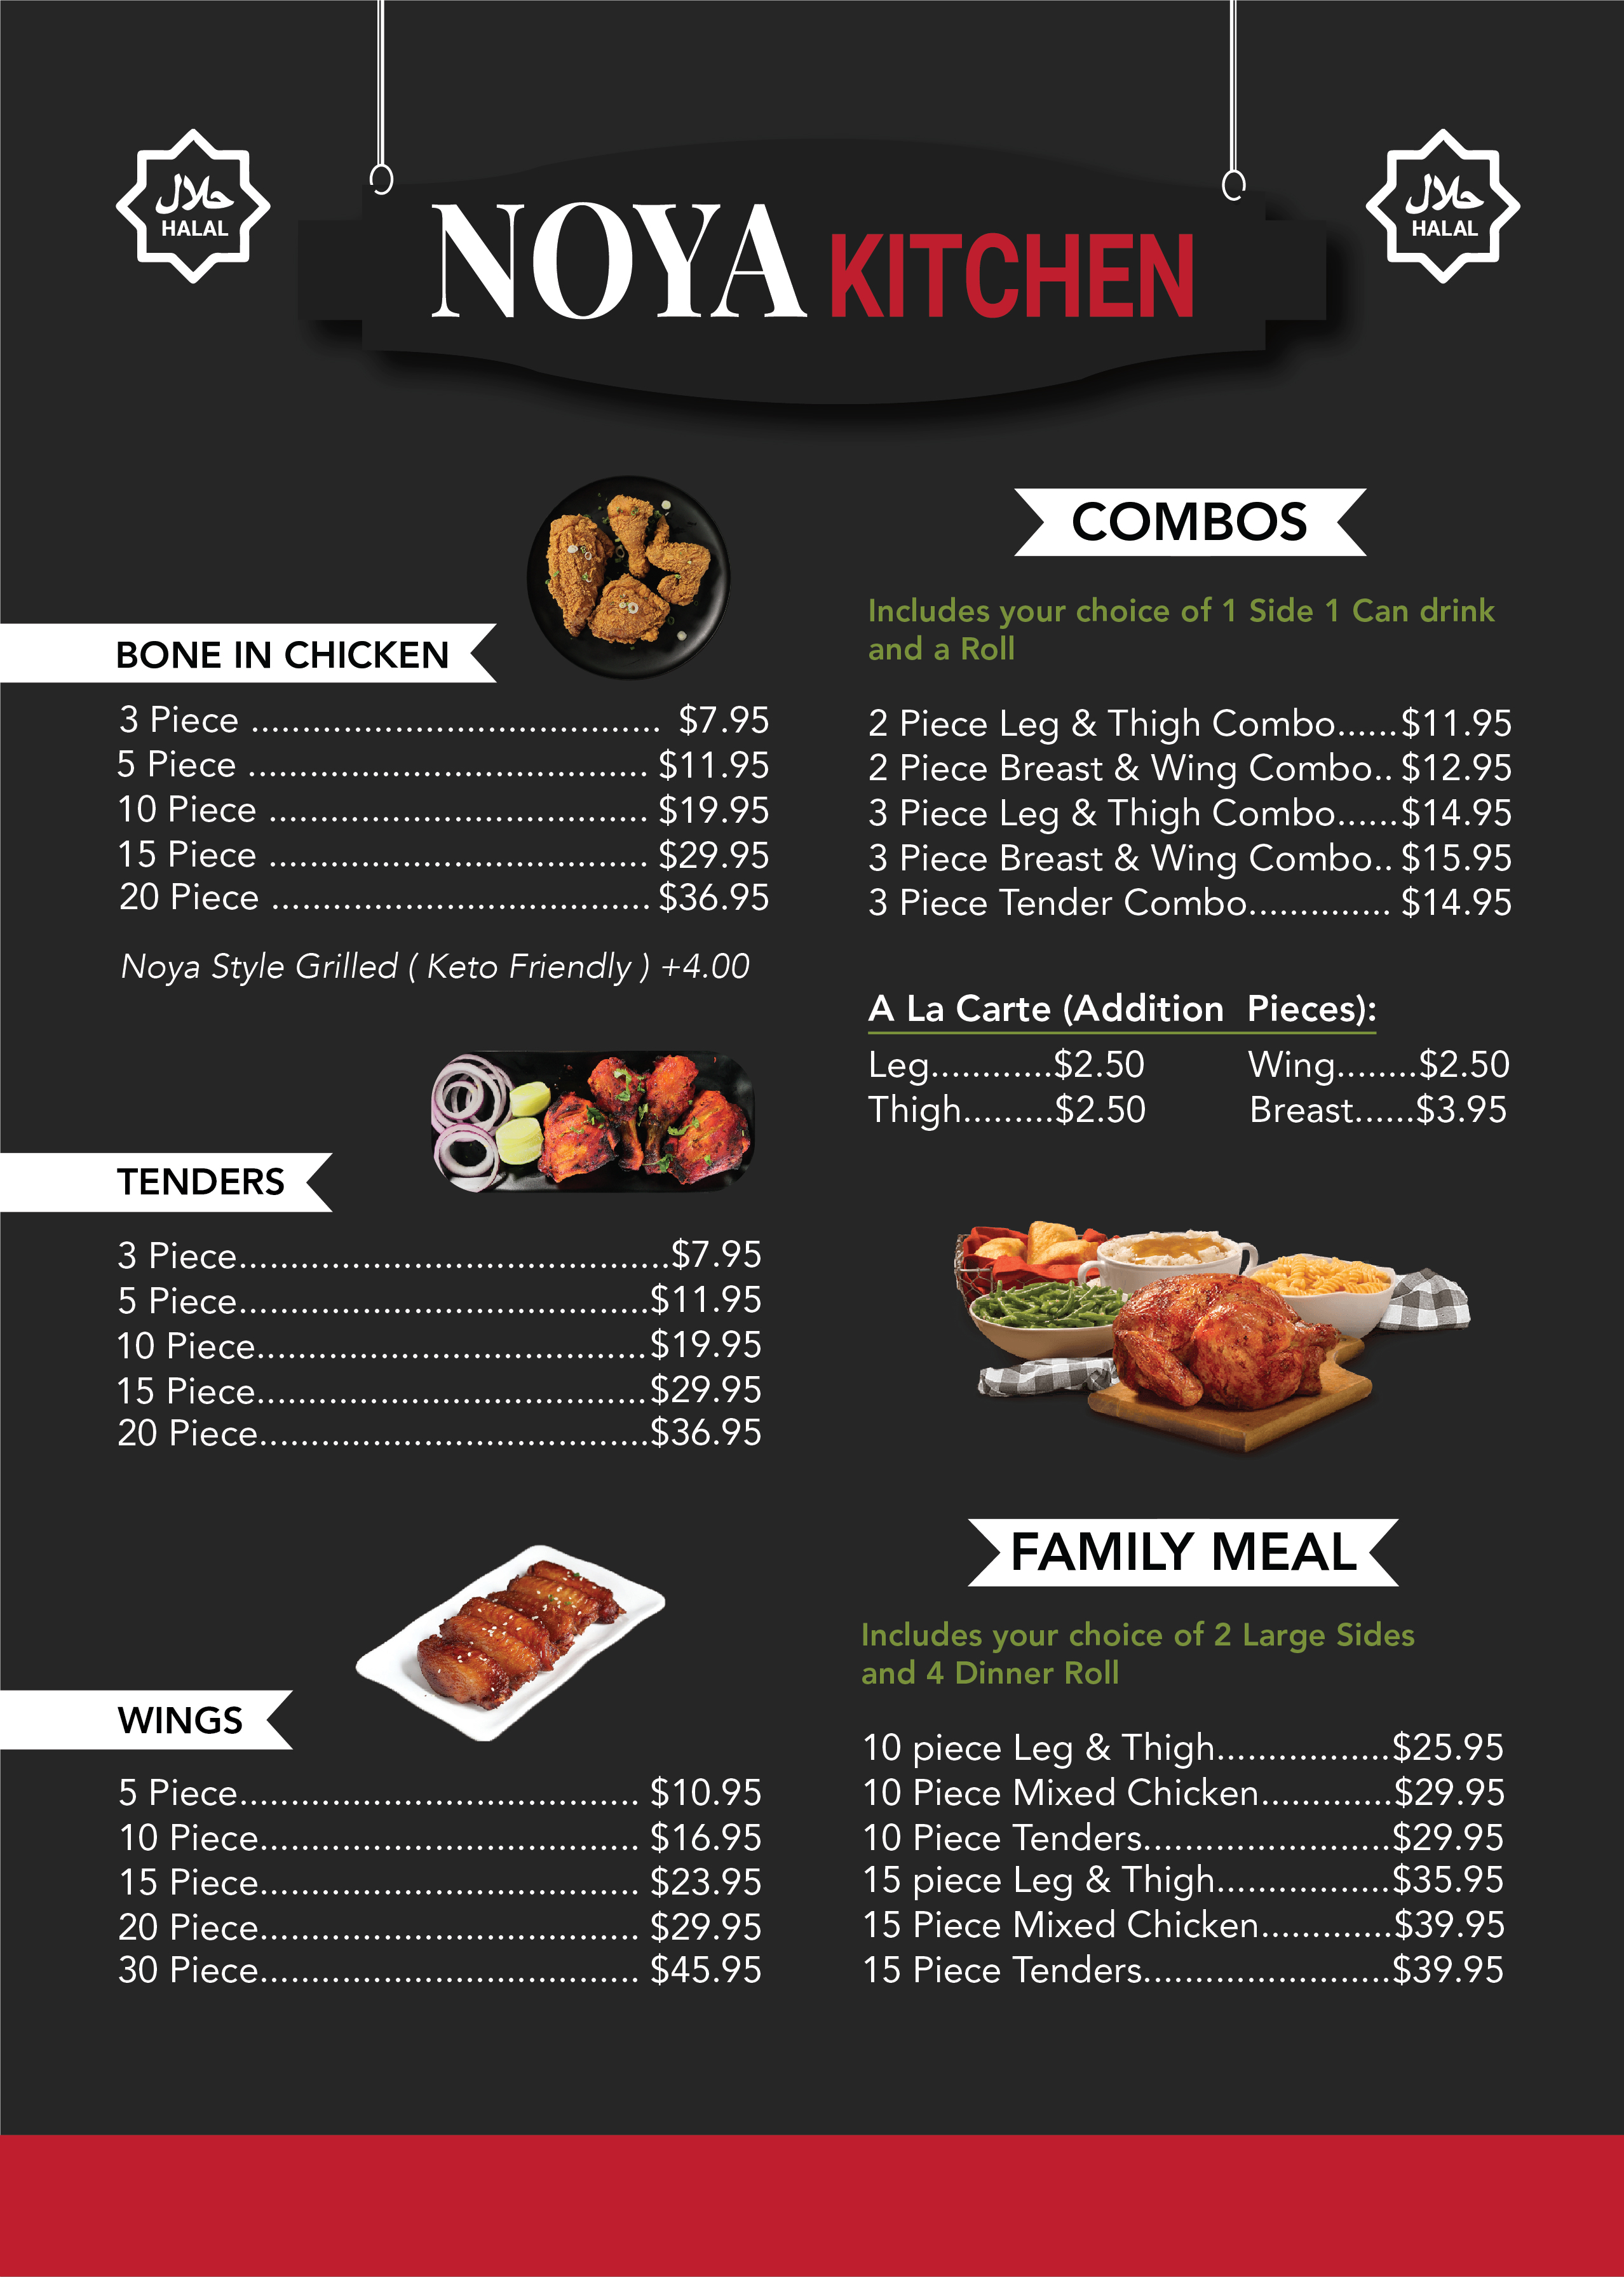 حلال
HALAL
NOYA KITCHEN
حلال
HALAL
BONE IN CHICKEN
3 Piece ........................................ $7.95
5 Piece ....................................... $11.95
10 Piece ..................................... $19.95
15 Piece ..................................... $29.95
20 Piece ..................................... $36.95
Noya Style Grilled ( Keto Friendly ) +4.00
TENDERS
3 Piece..........................................$7.95
5 Piece........................................$11.95
10 Piece......................................$19.95
15 Piece......................................$29.95
20 Piece......................................$36.95
WINGS
5 Piece....................................... $10.95
10 Piece..................................... $16.95
15 Piece..................................... $23.95
20 Piece..................................... $29.95
30 Piece..................................... $45.95
COMBOS
Includes your choice of 1 Side 1 Can drink
and a Roll
2 Piece Leg & Thigh Combo......$11.95
2 Piece Breast & Wing Combo.. $12.95
3 Piece Leg & Thigh Combo......$14.95
3 Piece Breast & Wing Combo.. $15.95
3 Piece Tender Combo.............. $14.95
A La Carte (Addition Pieces):
Leg............$2.50 Wing........$2.50
Thigh.........$2.50 Breast......$3.95
FAMILY MEAL
Includes your choice of 2 Large Sides
and 4 Dinner Roll
10 piece Leg & Thigh.................$25.95
10 Piece Mixed Chicken.............$29.95
10 Piece Tenders........................$29.95
15 piece Leg & Thigh.................$35.95
15 Piece Mixed Chicken.............$39.95
15 Piece Tenders........................$39.95